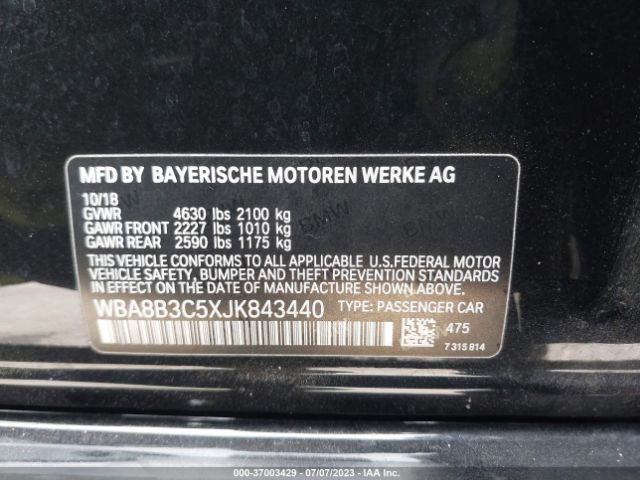 MFD BY BAYERISCHE MOTOREN WERKE AG
10/18
GVWR 4630 lbs 2100 kg
GAWR FRONT 2227 lbs 1010 kg
GAWR REAR 2590 lbs 1175 kg
THIS VEHICLE CONFORMS TO ALL APPLICABLE U.S.FEDERAL MOTOR
VEHICLE SAFETY, BUMPER, AND THEFT PREVENTION STANDARDS
IN EFFECT ON THE DATE OF MANUFACTURE SHOWN ABOVE.
WBA8B3C5XJK843440 TYPE: PASSENGER CAR
475
7 315 814
000-37003429 - 07/07/2023 - IAA Inc.